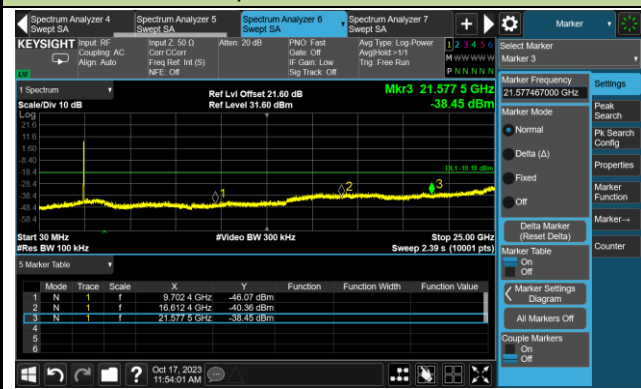 Spectrum Analyzer 4
Swept SA
Spectrum Analyzer 5
Swept SA
Spectrum Analyzer 6
Swept SA
Spectrum Analyzer 7
Swept SA
+
Marker
KEYSIGHT
Input: RF
Coupling: AC
Align: Auto
Input Z: 50 Ω
Corr CCorr
Freq Ref: Int (S)
NFE: Off
Atten: 20 dB
PNO: Fast
Gate: Off
IF Gain: Low
Sig Track: Off
Avg Type: Log-Power
Avg|Hold:>1/1
Trig: Free Run
1 2 3 4 5 6
M W W W W W
P N N N N N
Select Marker
Marker 3
1 Spectrum
Scale/Div 10 dB
Log
Ref Lvl Offset 21.60 dB
Ref Level 31.60 dBm
Mkr3 21.577 5 GHz
-38.45 dBm
21.6
11.6
1.60
-8.40
-18.4
-28.4
-38.4
-48.4
-58.4
DL1 -19.18 dBm
1
2
3
Start 30 MHz
#Res BW 100 kHz
#Video BW 300 kHz
Stop 25.00 GHz
Sweep 2.39 s (10001 pts)
5 Marker Table
Mode Trace Scale X Y Function Function Width Function Value
1 N 1 f 9.702 4 GHz -46.07 dBm
2 N 1 f 16.612 4 GHz -40.36 dBm
3 N 1 f 21.577 5 GHz -38.45 dBm
4
5
6
Marker Frequency
21.577467000 GHz
Marker Mode
Normal
Delta (Δ)
Fixed
Off
Delta Marker
(Reset Delta)
Marker Table
On
Off
Marker Settings
Diagram
All Markers Off
Couple Markers
On
Off
Settings
Peak
Search
Pk Search
Config
Properties
Marker
Function
Marker→
Counter
?
Oct 17, 2023
11:54:01 AM